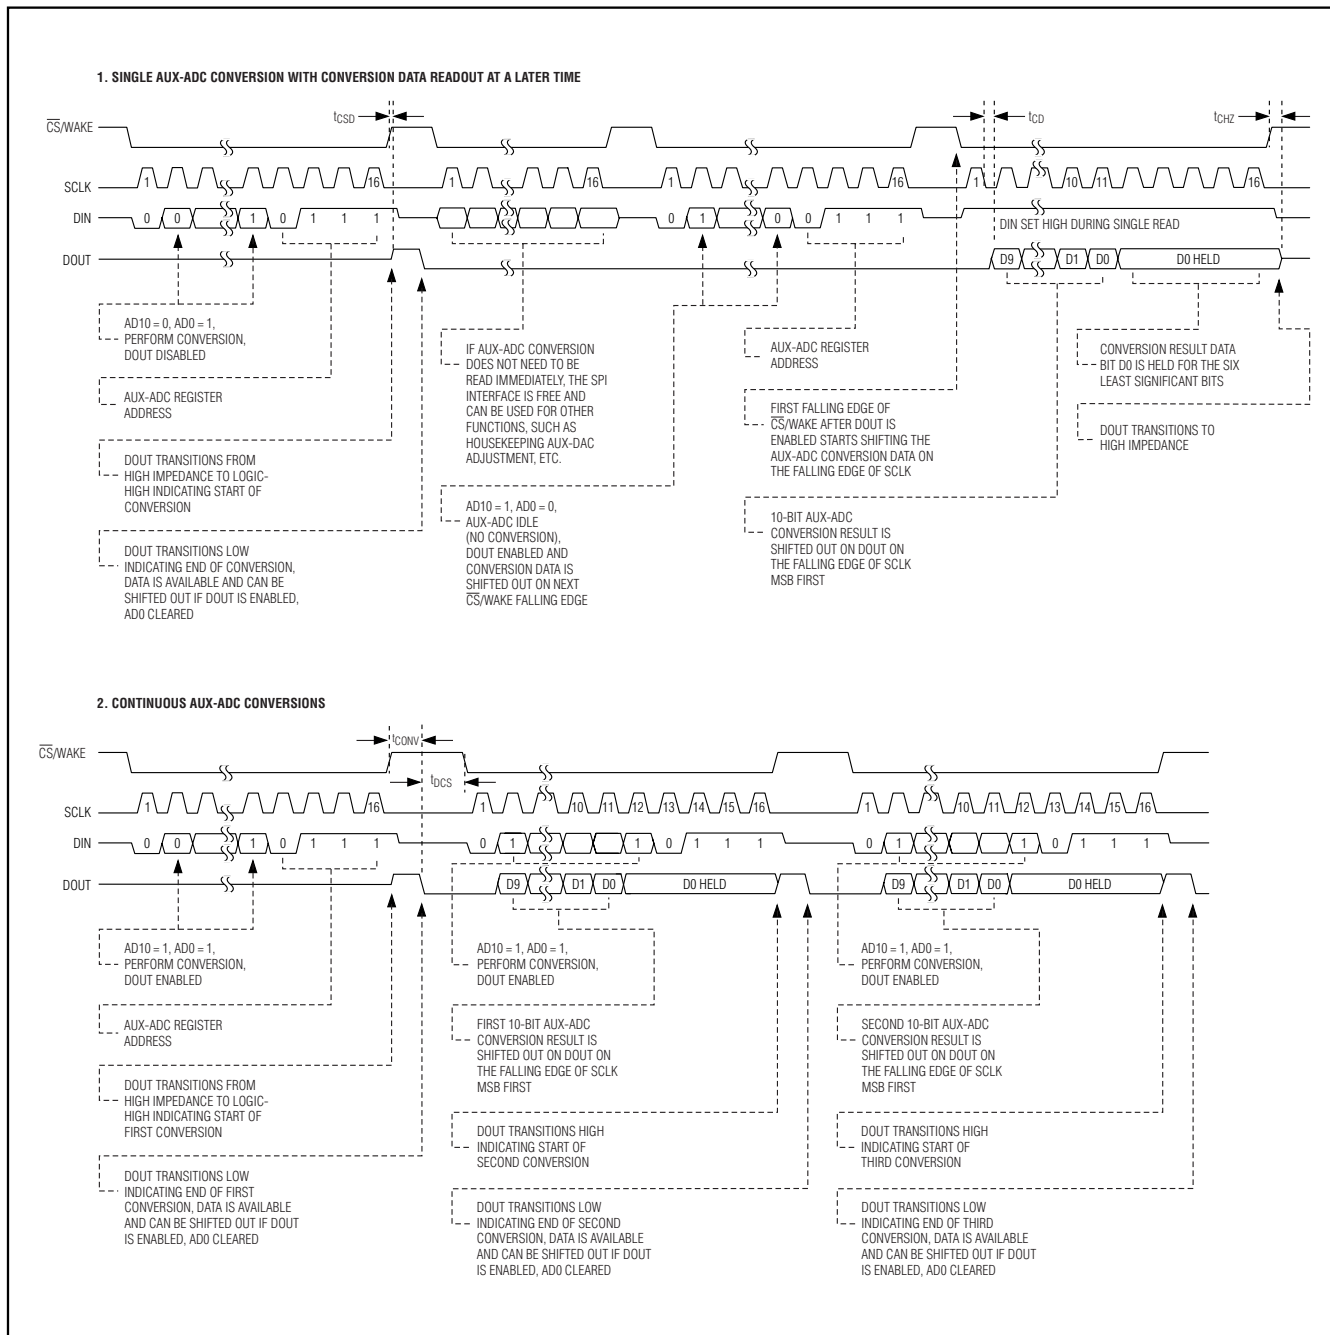 1. SINGLE AUX-ADC CONVERSION WITH CONVERSION DATA READOUT AT A LATER TIME
tCSD
tCD
tCHZ
CS/WAKE
SCLK
1
16
1
16
1
16
1
10
11
16
DIN
0
0
1
0
1
1
1
0
1
0
0
1
1
1
DIN SET HIGH DURING SINGLE READ
DOUT
D9
D1
D0
D0 HELD
AD10 = 0, AD0 = 1,
PERFORM CONVERSION,
DOUT DISABLED
AUX-ADC REGISTER
ADDRESS
DOUT TRANSITIONS FROM
HIGH IMPEDANCE TO LOGIC-
HIGH INDICATING START OF
CONVERSION
DOUT TRANSITIONS LOW
INDICATING END OF CONVERSION,
DATA IS AVAILABLE AND CAN BE
SHIFTED OUT IF DOUT IS ENABLED,
AD0 CLEARED
IF AUX-ADC CONVERSION
DOES NOT NEED TO BE
READ IMMEDIATELY, THE SPI
INTERFACE IS FREE AND
CAN BE USED FOR OTHER
FUNCTIONS, SUCH AS
HOUSEKEEPING AUX-DAC
ADJUSTMENT, ETC.
AD10 = 1, AD0 = 0,
AUX-ADC IDLE
(NO CONVERSION),
DOUT ENABLED AND
CONVERSION DATA IS
SHIFTED OUT ON NEXT
CS/WAKE FALLING EDGE
AUX-ADC REGISTER
ADDRESS
FIRST FALLING EDGE OF
CS/WAKE AFTER DOUT IS
ENABLED STARTS SHIFTING THE
AUX-ADC CONVERSION DATA ON
THE FALLING EDGE OF SCLK
10-BIT AUX-ADC
CONVERSION RESULT IS
SHIFTED OUT ON DOUT ON
THE FALLING EDGE OF SCLK
MSB FIRST
CONVERSION RESULT DATA
BIT D0 IS HELD FOR THE SIX
LEAST SIGNIFICANT BITS
DOUT TRANSITIONS TO
HIGH IMPEDANCE
2. CONTINUOUS AUX-ADC CONVERSIONS
tCONV
tDCS
CS/WAKE
SCLK
1
16
1
10
11
12
13
14
15
16
1
10
11
12
13
14
15
16
DIN
0
0
1
0
1
1
1
0
1
1
0
1
1
1
0
1
1
0
1
1
1
DOUT
D9
D1
D0
D0 HELD
D9
D1
D0
D0 HELD
AD10 = 1, AD0 = 1,
PERFORM CONVERSION,
DOUT ENABLED
AUX-ADC REGISTER
ADDRESS
DOUT TRANSITIONS FROM
HIGH IMPEDANCE TO LOGIC-
HIGH INDICATING START OF
FIRST CONVERSION
DOUT TRANSITIONS LOW
INDICATING END OF FIRST
CONVERSION, DATA IS AVAILABLE
AND CAN BE SHIFTED OUT IF DOUT
IS ENABLED, AD0 CLEARED
AD10 = 1, AD0 = 1,
PERFORM CONVERSION,
DOUT ENABLED
FIRST 10-BIT AUX-ADC
CONVERSION RESULT IS
SHIFTED OUT ON DOUT ON
THE FALLING EDGE OF SCLK
MSB FIRST
DOUT TRANSITIONS HIGH
INDICATING START OF
SECOND CONVERSION
DOUT TRANSITIONS LOW
INDICATING END OF SECOND
CONVERSION, DATA IS AVAILABLE
AND CAN BE SHIFTED OUT IF DOUT
IS ENABLED, AD0 CLEARED
AD10 = 1, AD0 = 1,
PERFORM CONVERSION,
DOUT ENABLED
SECOND 10-BIT AUX-ADC
CONVERSION RESULT IS
SHIFTED OUT ON DOUT ON
THE FALLING EDGE OF SCLK
MSB FIRST
DOUT TRANSITIONS HIGH
INDICATING START OF
THIRD CONVERSION
DOUT TRANSITIONS LOW
INDICATING END OF THIRD
CONVERSION, DATA IS AVAILABLE
AND CAN BE SHIFTED OUT IF DOUT
IS ENABLED, AD0 CLEARED